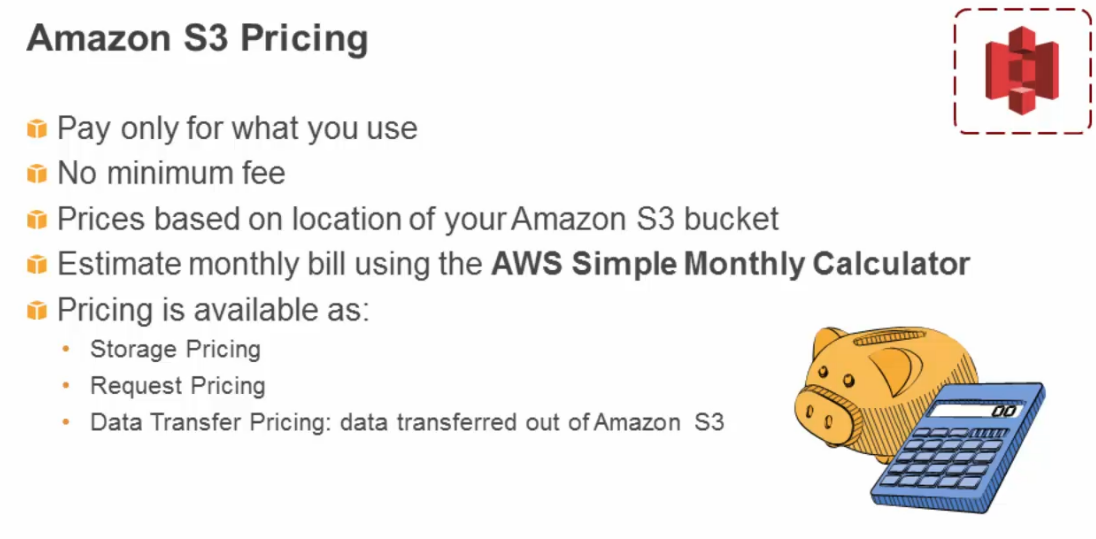 Amazon S3 Pricing
Pay only for what you use
No minimum fee
Prices based on location of your Amazon S3 bucket
Estimate monthly bill using the AWS Simple Monthly Calculator
Pricing is available as:
• Storage Pricing
• Request Pricing
• Data Transfer Pricing: data transferred out of Amazon S3
00